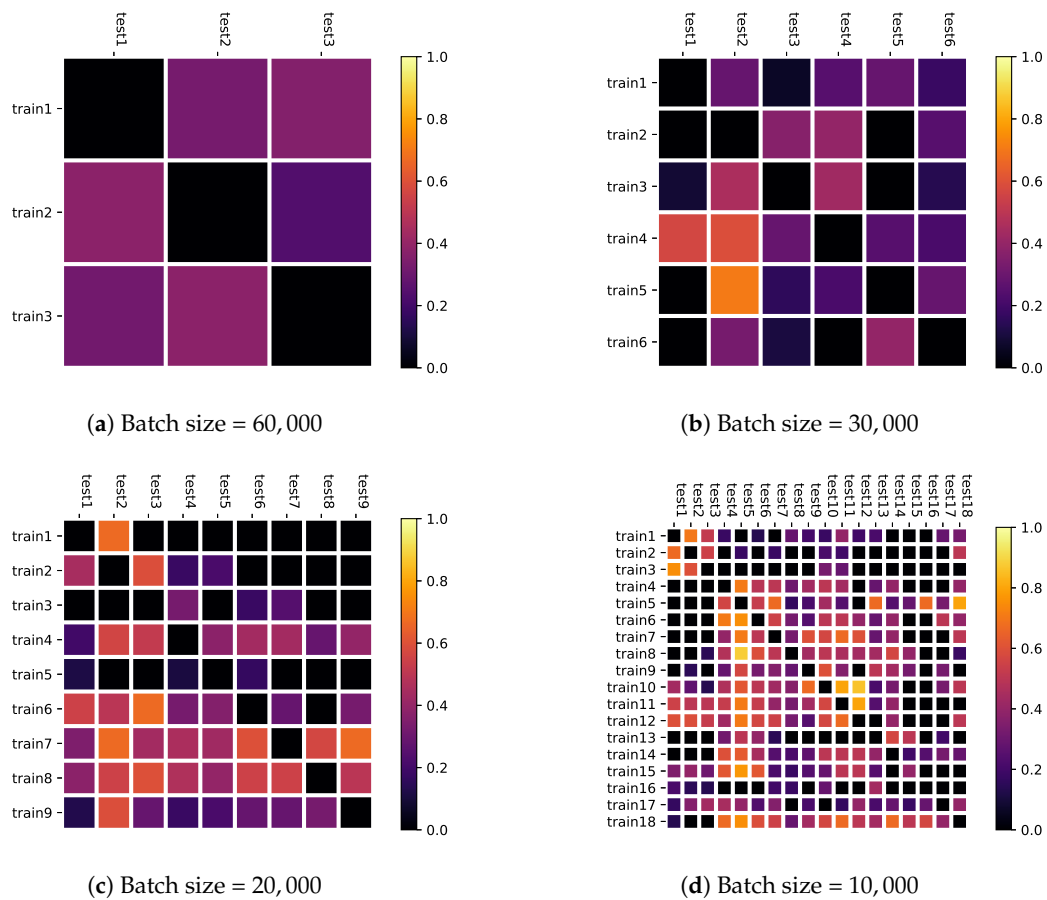 test1 test2 test3
1.0
0.8
0.6
0.4
0.2
0.0
train1
train2
train3
(a) Batch size = 60,000
test1 test2 test3 test4 test5 test6
1.0
0.8
0.6
0.4
0.2
0.0
train1
train2
train3
train4
train5
train6
(b) Batch size = 30,000
test1 test2 test3 test4 test5 test6 test7 test8 test9
1.0
0.8
0.6
0.4
0.2
0.0
train1
train2
train3
train4
train5
train6
train7
train8
train9
(c) Batch size = 20,000
test1 test2 test3 test4 test5 test6 test7 test8 test9 test10 test11 test12 test13 test14 test15 test16 test17 test18
1.0
0.8
0.6
0.4
0.2
0.0
train1
train2
train3
train4
train5
train6
train7
train8
train9
train10
train11
train12
train13
train14
train15
train16
train17
train18
(d) Batch size = 10,000